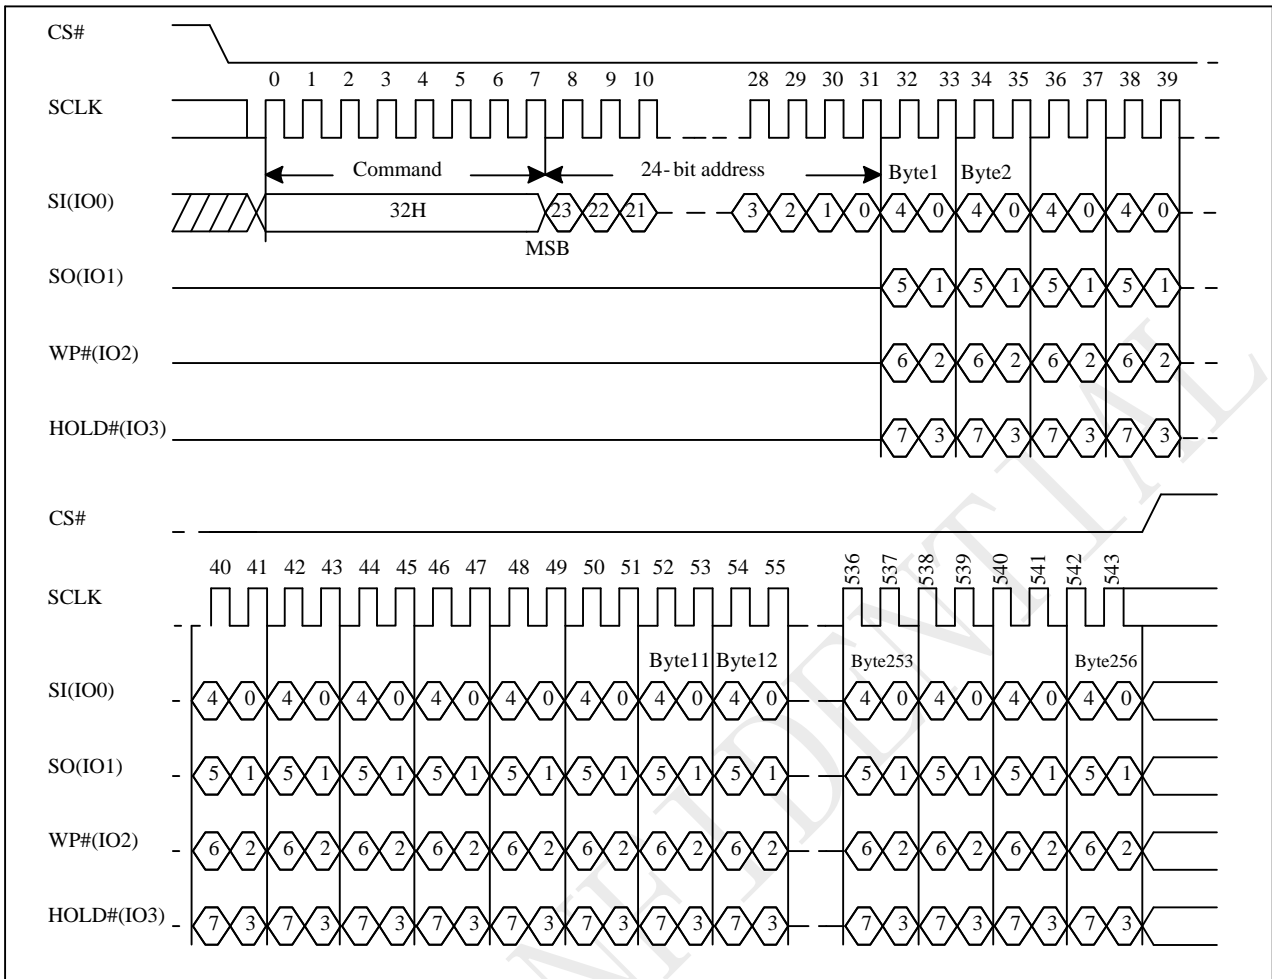 CS#
0 1 2 3 4 5 6 7 8 9 10 28 29 30 31 32 33 34 35 36 37 38 39
SCLK
Command 24-bit address Byte1 Byte2
SI(IO0) 32H 23 22 21 3 2 1 0 4 0 4 0 4 0 4 0
MSB
SO(IO1) 5 1 5 1 5 1 5 1
WP#(IO2) 6 2 6 2 6 2 6 2
HOLD#(IO3) 7 3 7 3 7 3 7 3
CS#
40 41 42 43 44 45 46 47 48 49 50 51 52 53 54 55 536 537 538 539 540 541 542 543
SCLK
Byte11 Byte12 Byte253 Byte256
SI(IO0) 4 0 4 0 4 0 4 0 4 0 4 0 4 0 4 0 4 0 4 0 4 0 4 0
SO(IO1) 5 1 5 1 5 1 5 1 5 1 5 1 5 1 5 1 5 1 5 1 5 1 5 1
WP#(IO2) 6 2 6 2 6 2 6 2 6 2 6 2 6 2 6 2 6 2 6 2 6 2 6 2
HOLD#(IO3) 7 3 7 3 7 3 7 3 7 3 7 3 7 3 7 3 7 3 7 3 7 3 7 3
NFIDENTIAL